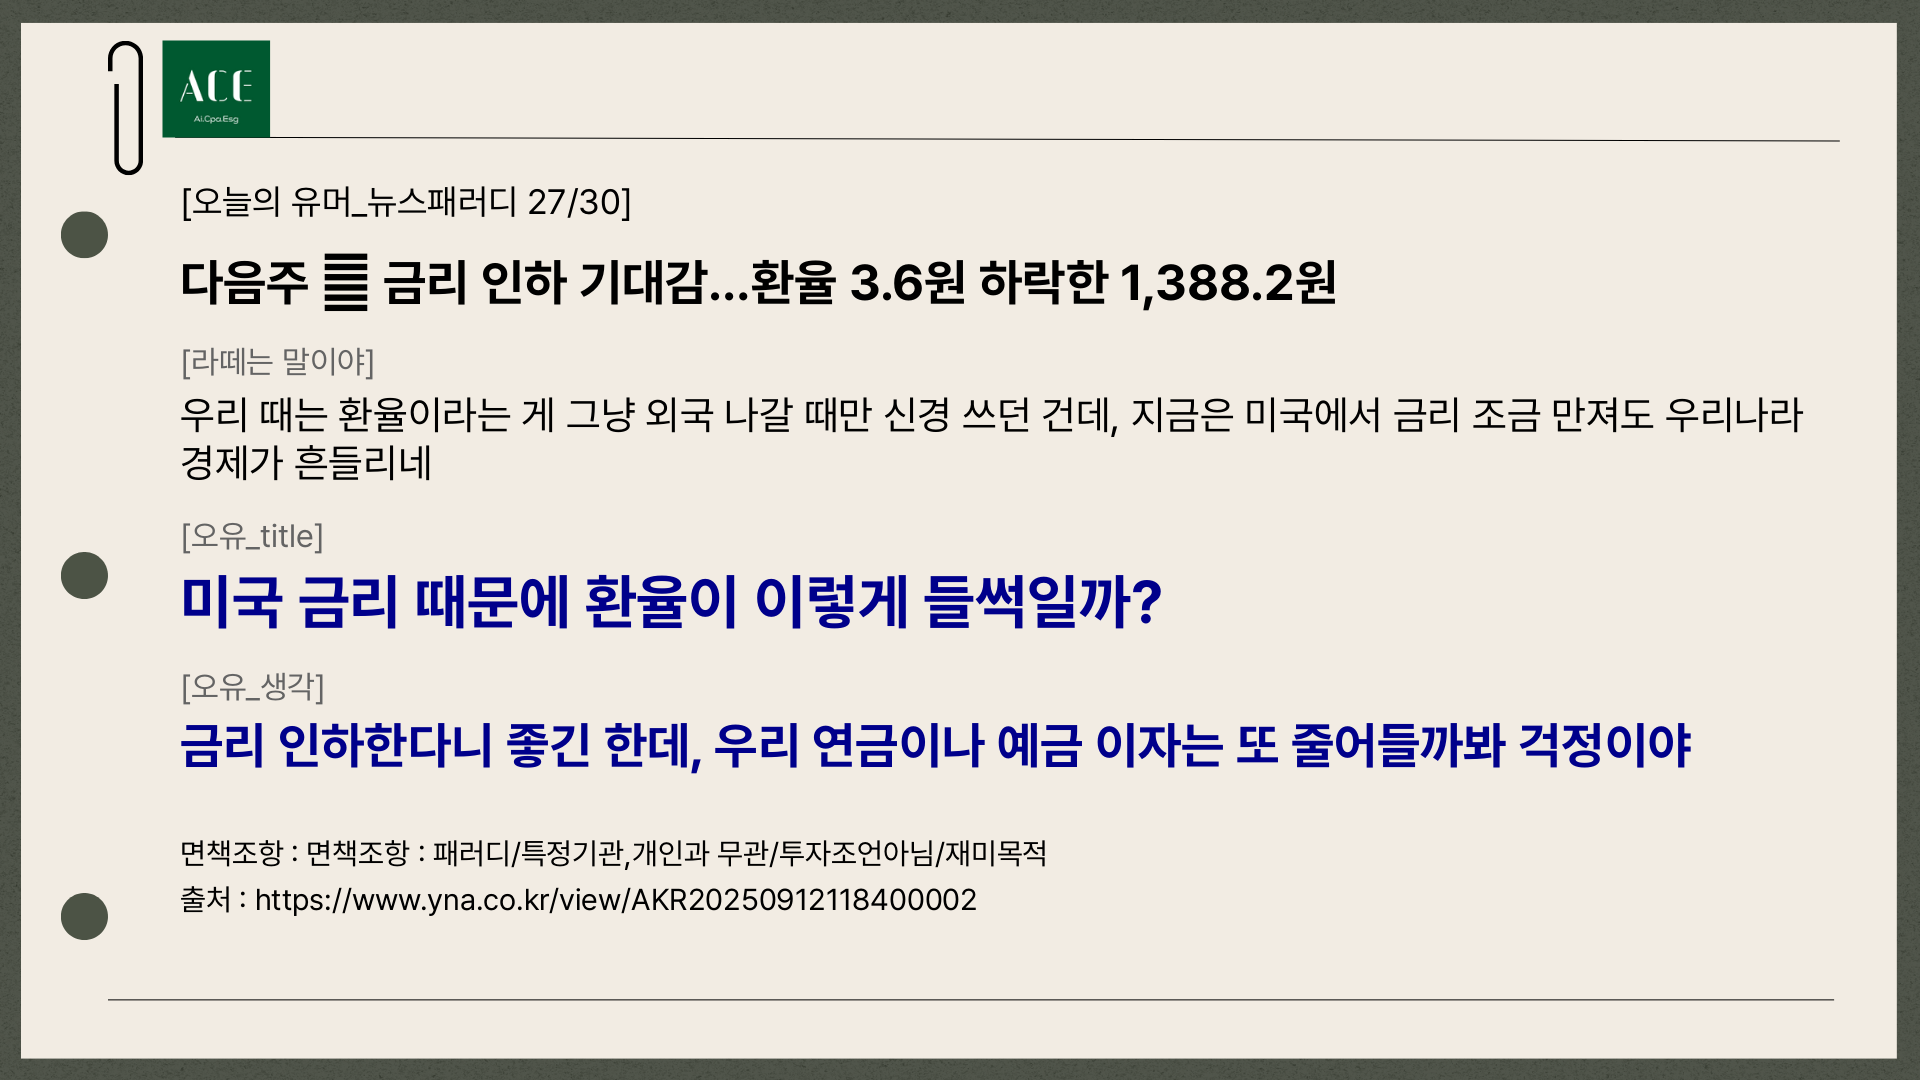 ACE
Ai.Cpa.Esg
[오늘의 유머_뉴스패러디 27/30]
다음주 금리 인하 기대감...환율 3.6원 하락한 1,388.2원
[라떼는 말이야]
우리 때는 환율이라는 게 그냥 외국 나갈 때만 신경 쓰던 건데, 지금은 미국에서 금리 조금 만져도 우리나라
경제가 흔들리네
[오유_title]
미국 금리 때문에 환율이 이렇게 들썩일까?
[오유_생각]
금리 인하한다니 좋긴 한데, 우리 연금이나 예금 이자는 또 줄어들까봐 걱정이야
면책조항 : 면책조항 : 패러디/특정기관,개인과 무관/투자조언아님/재미목적
출처 : https://www.yna.co.kr/view/AKR20250912118400002